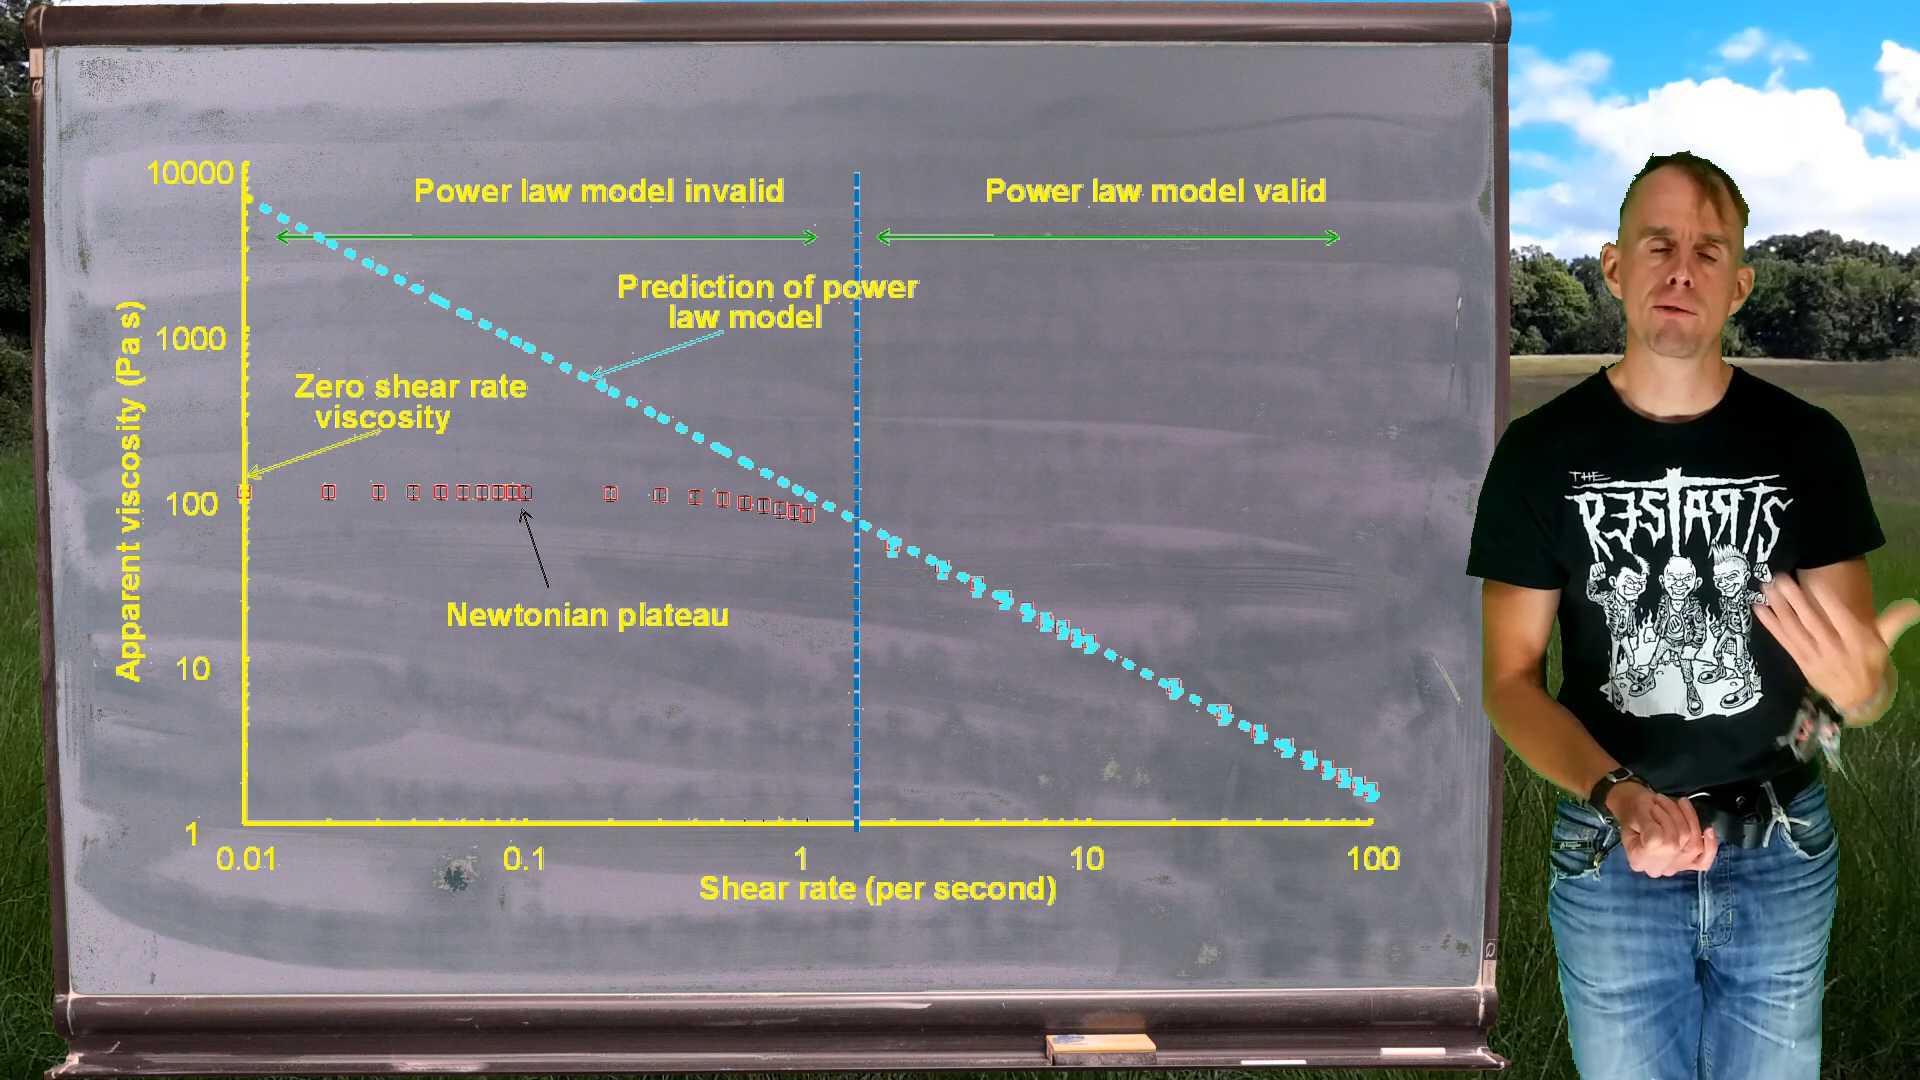 10000
Power law model invalid
Power law model valid
Prediction of power
law model
1000
Zero shear rate
viscosity
100
Newtonian plateau
10
1
Apparent viscosity (Pa s)
0.01
0.1
1
10
100
Shear rate (per second)
THE
RESTARTS